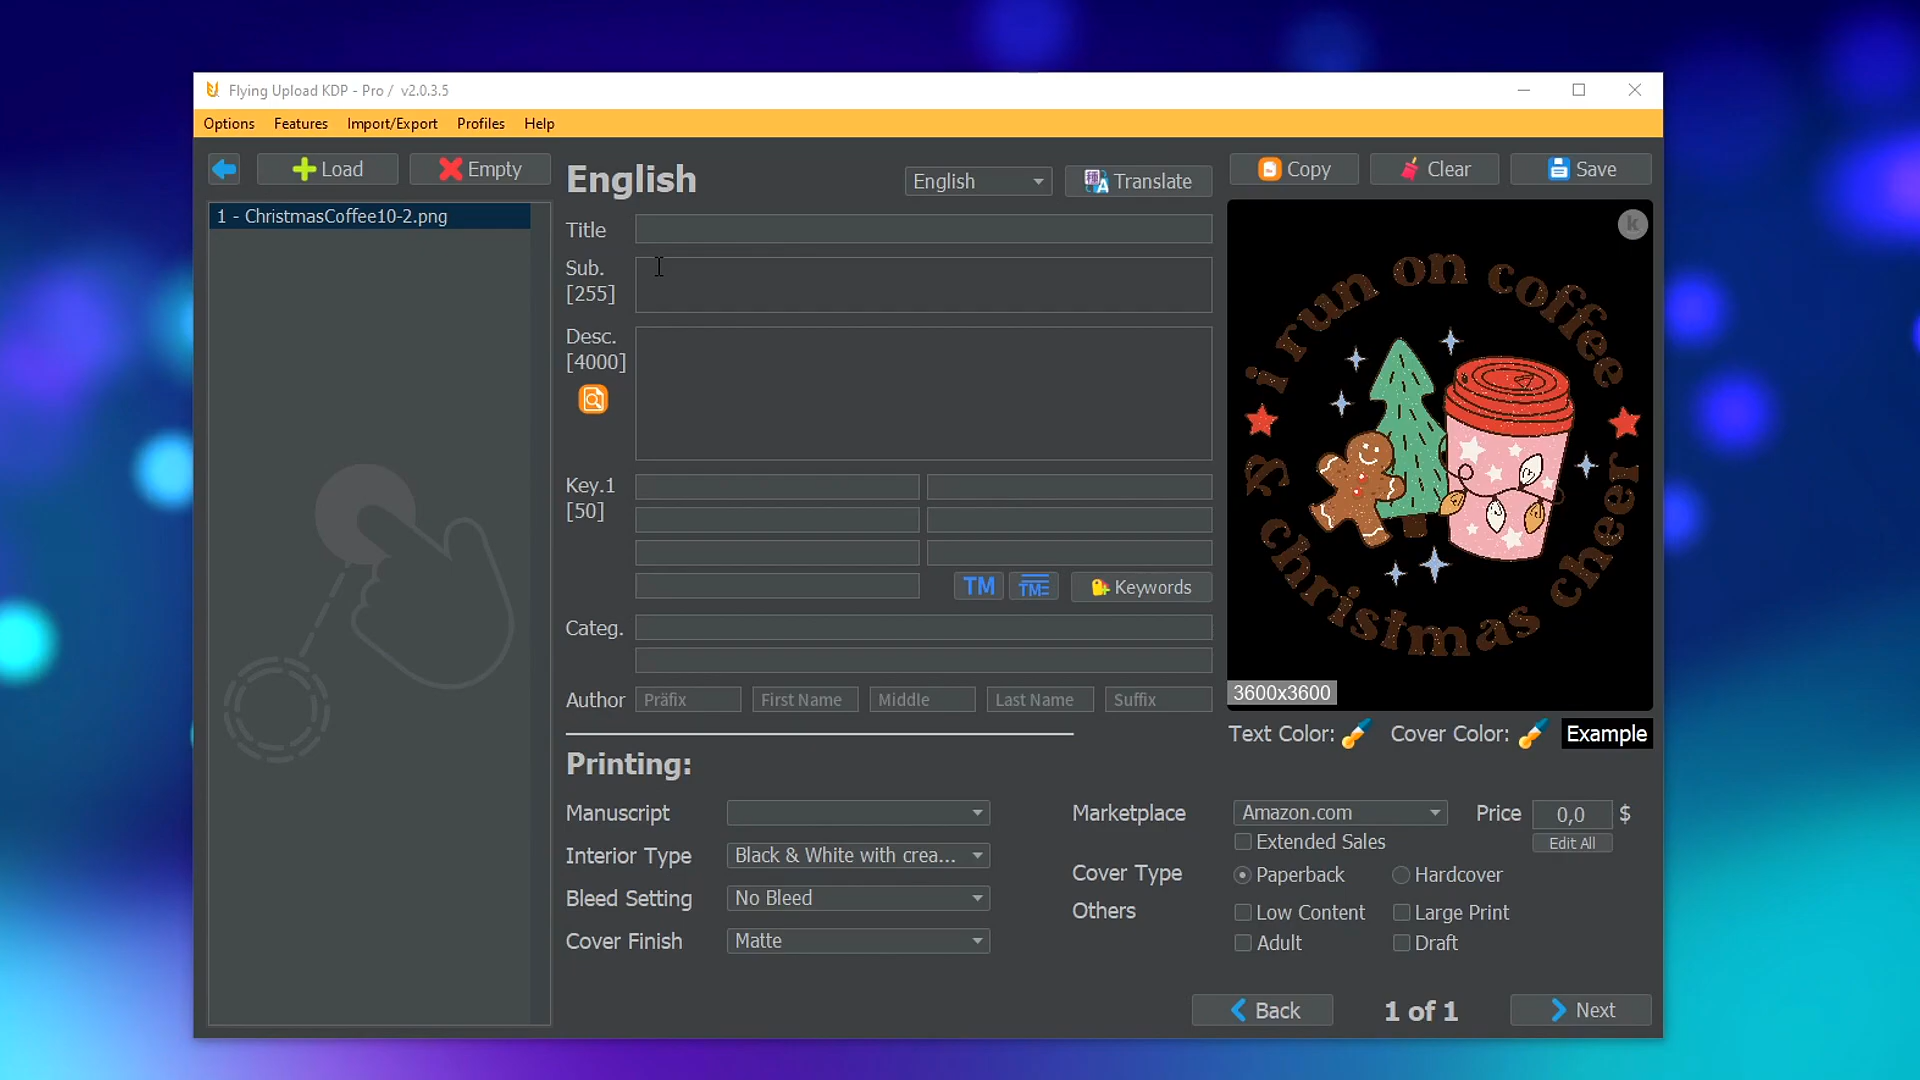 Flying Upload KDP - Pro / v2.0.3.5
Options Features Import/Export Profiles Help
Load Empty
1 - ChristmasCoffee10-2.png
English
English
Translate
Title
Sub.
[255]
Desc.
[4000]
Key.1
[50]
TM TM Keywords
Categ.
Author Präfix First Name Middle Last Name Suffix
Printing:
Manuscript
Interior Type Black & White with crea...
Bleed Setting No Bleed
Cover Finish Matte
Copy Clear Save
k
i run on coffee
& christmas cheer
3600x3600
Text Color: Cover Color: Example
Marketplace Amazon.com Price 0,0 $
Extended Sales Edit All
Cover Type Paperback Hardcover
Others Low Content Large Print
Adult Draft
Back 1 of 1 Next